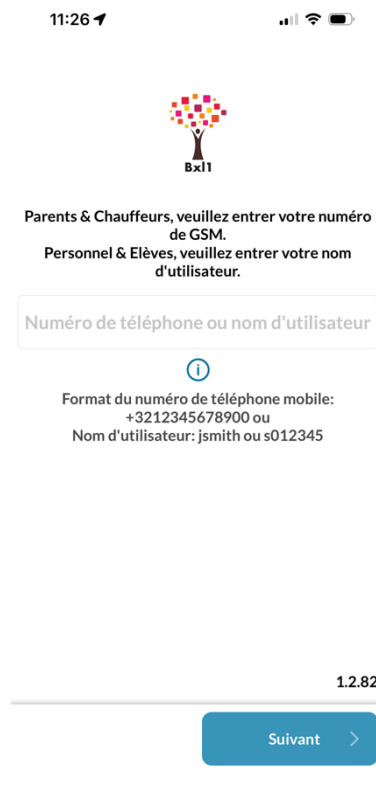 11:26
Bxl1
Parents & Chauffeurs, veuillez entrer votre numéro
de GSM.
Personnel & Elèves, veuillez entrer votre nom
d'utilisateur.
Numéro de téléphone ou nom d'utilisateur
Format du numéro de téléphone mobile:
+3212345678900 ou
Nom d'utilisateur: jsmith ou s012345
1.2.82
Suivant